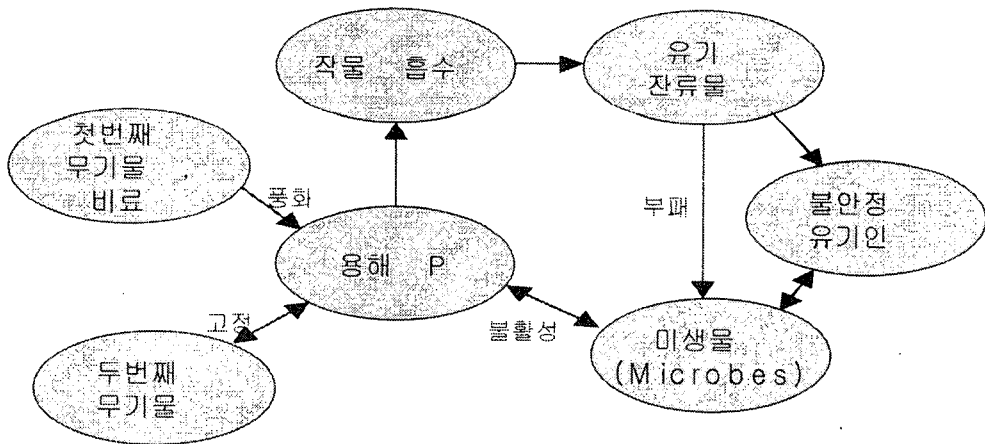 작물 흡수
유기
잔류물
첫번째
무기물
비료
풍화
부패
불안정
유기인
용해 P
고정
불활성
두번째
무기물
미생물
(Microbes)